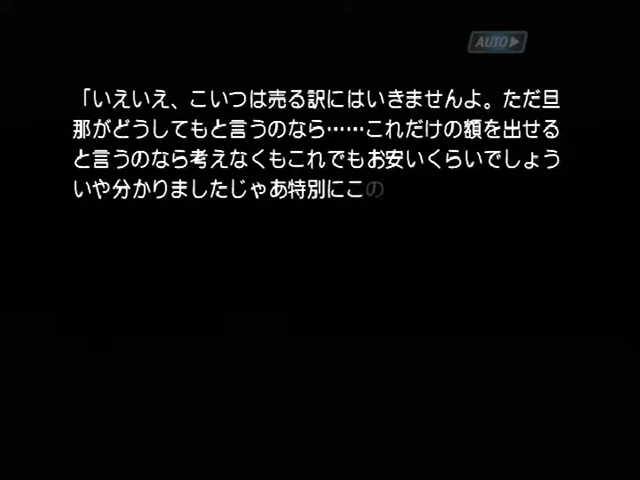 AUTO▶
「いえいえ、こいつは売る訳にはいきませんよ。ただ旦
那がどうしてもと言うのなら……これだけの額を出せる
と言うのなら考えなくもこれでもお安いくらいでしょう
いや分かりましたじゃあ特別にこの